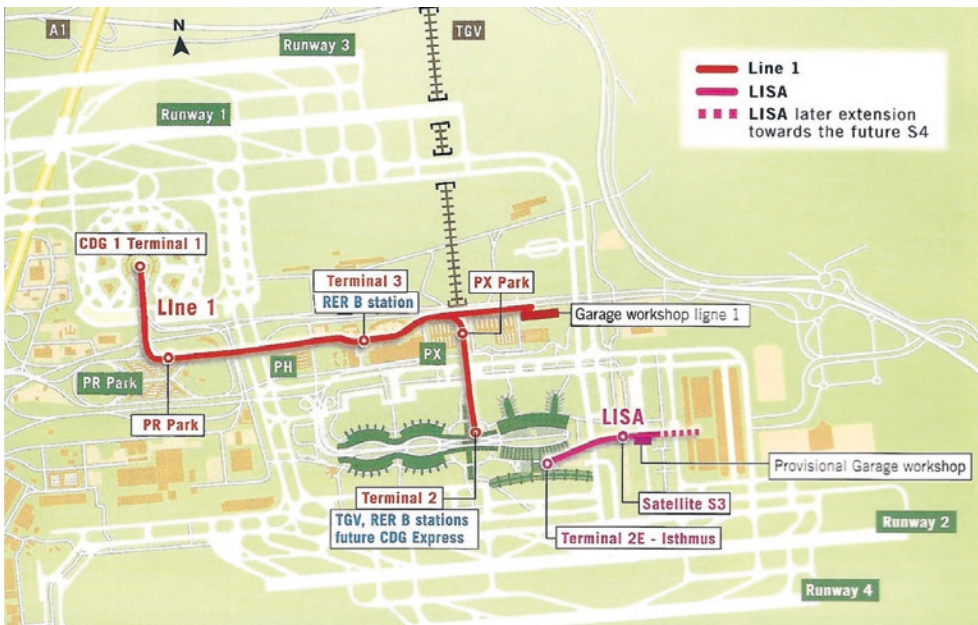 A1
N
TGV
Runway 3
Runway 1
Line 1
LISA
LISA later extension
towards the future S4
CDG 1 Terminal 1
Line 1
Terminal 3
RER B station
PX Park
Garage workshop ligne 1
PR Park
PH
PX
PR Park
LISA
Provisional Garage workshop
Terminal 2
TGV, RER B stations
future CDG Express
Satellite S3
Terminal 2E - Isthmus
Runway 2
Runway 4